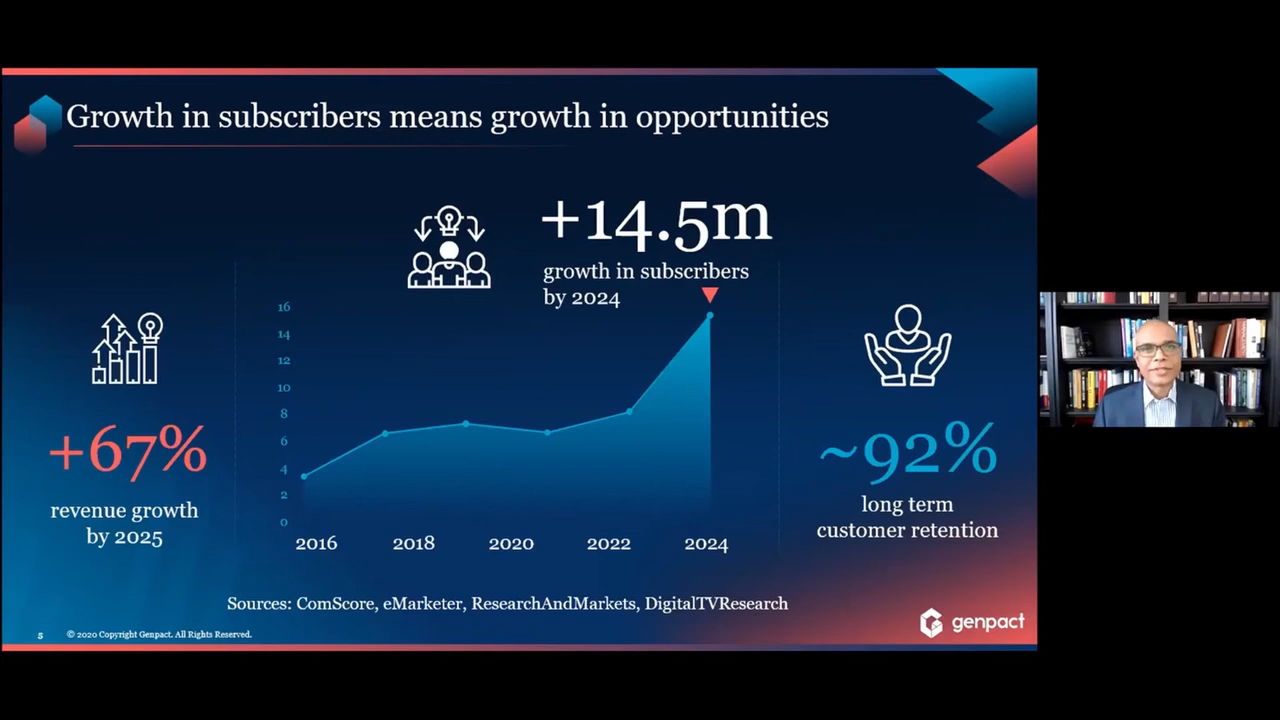 Growth in subscribers means growth in opportunities
+14.5m
growth in subscribers
by 2024
+67%
revenue growth
by 2025
16
14
12
10
8
6
4
2
0
2016 2018 2020 2022 2024
~92%
long term
customer retention
Sources: ComScore, eMarketer, ResearchAndMarkets, DigitalTVResearch
5 © 2020 Copyright Genpact. All Rights Reserved.
genpact